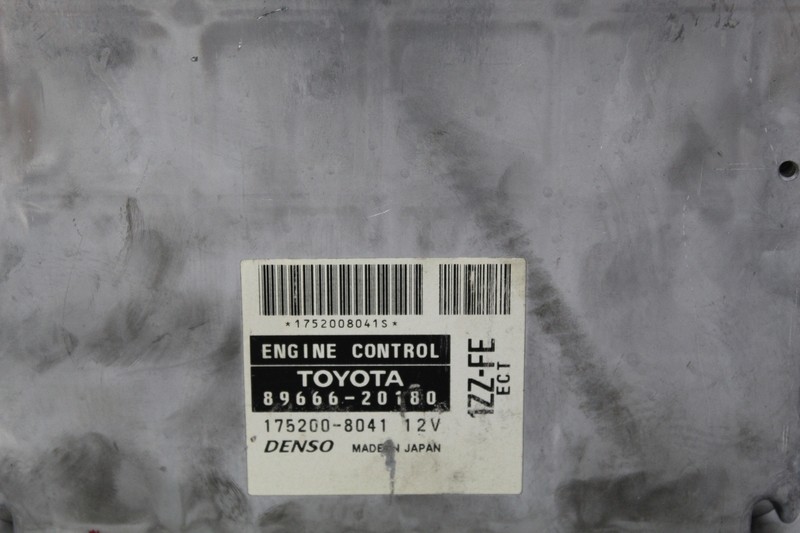 *1752008041S*
ENGINE CONTROL
TOYOTA
89666-20180
175200-8041 12V
DENSO MADE IN JAPAN
1ZZ-FE
ECT